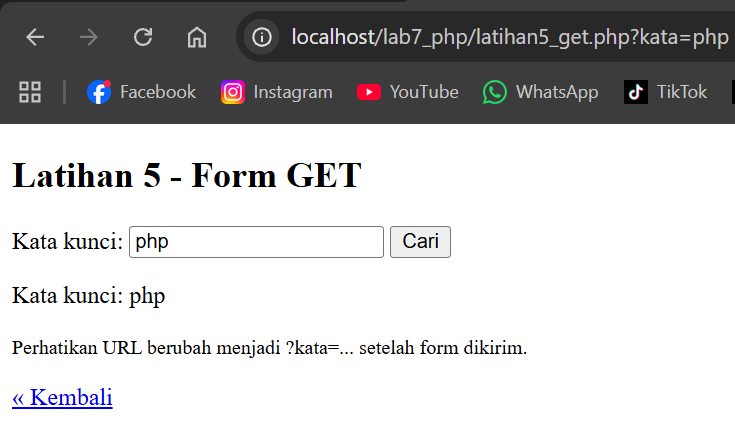 localhost/lab7_php/latihan5_get.php?kata=php
Facebook Instagram YouTube WhatsApp TikTok
Latihan 5 - Form GET
Kata kunci: php Cari
Kata kunci: php
Perhatikan URL berubah menjadi ?kata=... setelah form dikirim.
« Kembali